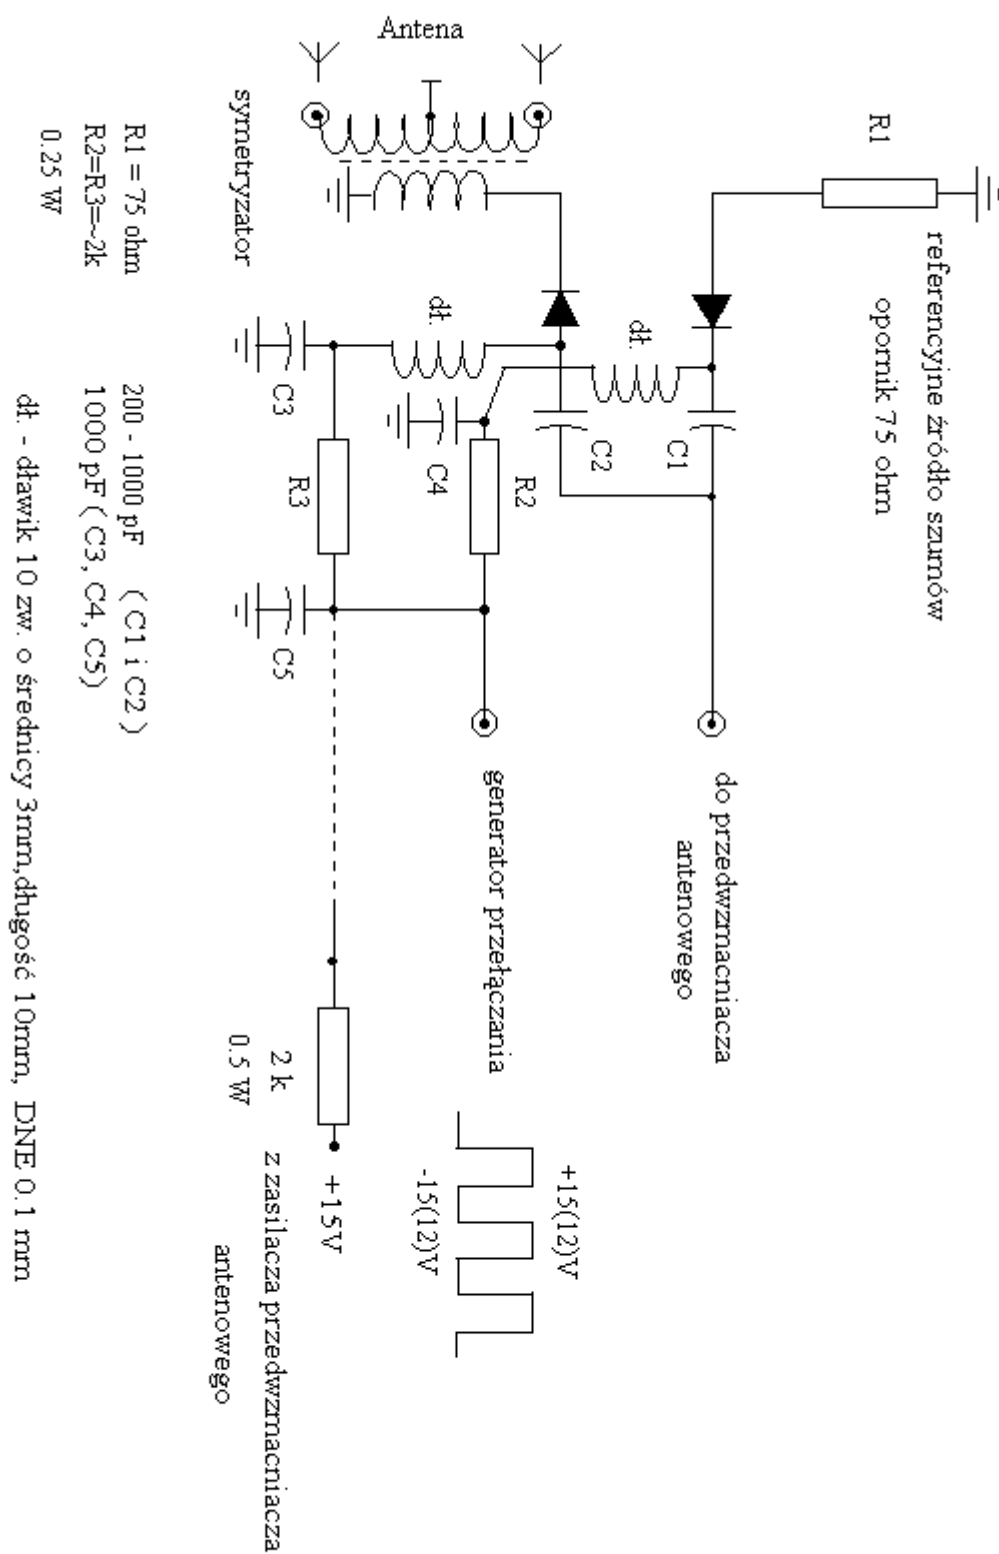 Antena
R1
referencyjne źródło szumów
opornik 75 ohm
symetryzator
dł.
dł.
C1
C2
C3
C4
R2
R3
C5
do przedwzmacniacza
antenowego
generator przełączania
+15(12)V
-15(12)V
+15V
2 k
0.5 W
z zasilacza przedwzmacniacza
antenowego
R1 = 75 ohm
R2=R3=~2k
0.25 W
200 - 1000 pF ( C1 i C2 )
1000 pF ( C3, C4, C5)
dł. - dławik 10 zw. o średnicy 3mm,długość 10mm, DNE 0.1 mm